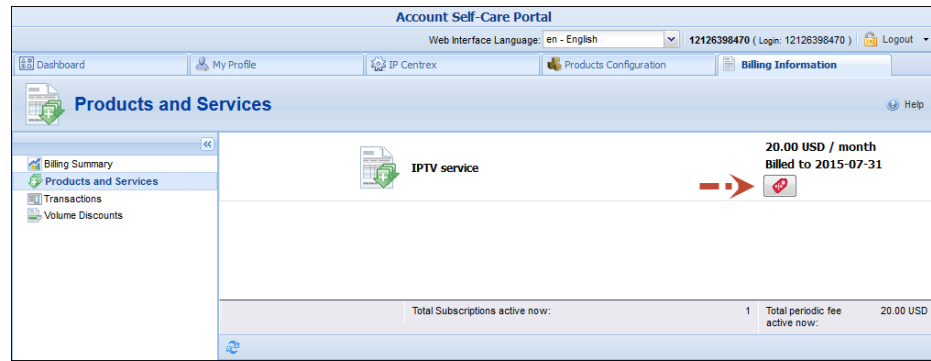 Account Self-Care Portal
Web Interface Language: en - English 12126398470 ( Login: 12126398470 ) Logout
Dashboard My Profile IP Centrex Products Configuration Billing Information
Products and Services Help
Billing Summary
Products and Services
Transactions
Volume Discounts
IPTV service
20.00 USD / month
Billed to 2015-07-31
Total Subscriptions active now: 1 Total periodic fee active now: 20.00 USD